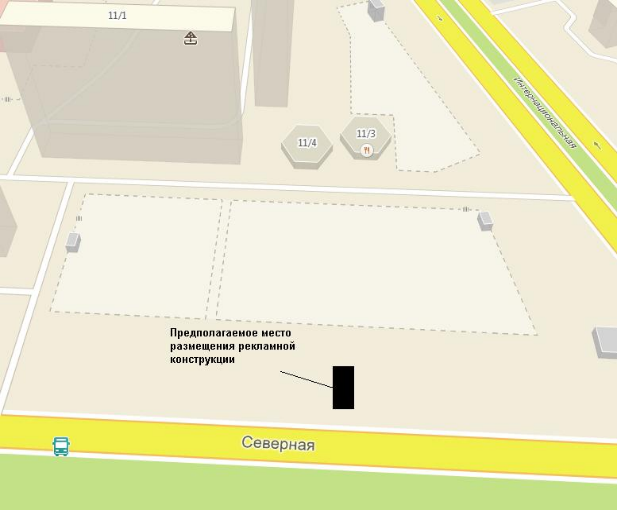 11/1
Интернациональная
11/3
11/4
Предполагаемое место
размещения рекламной
конструкции
Северная